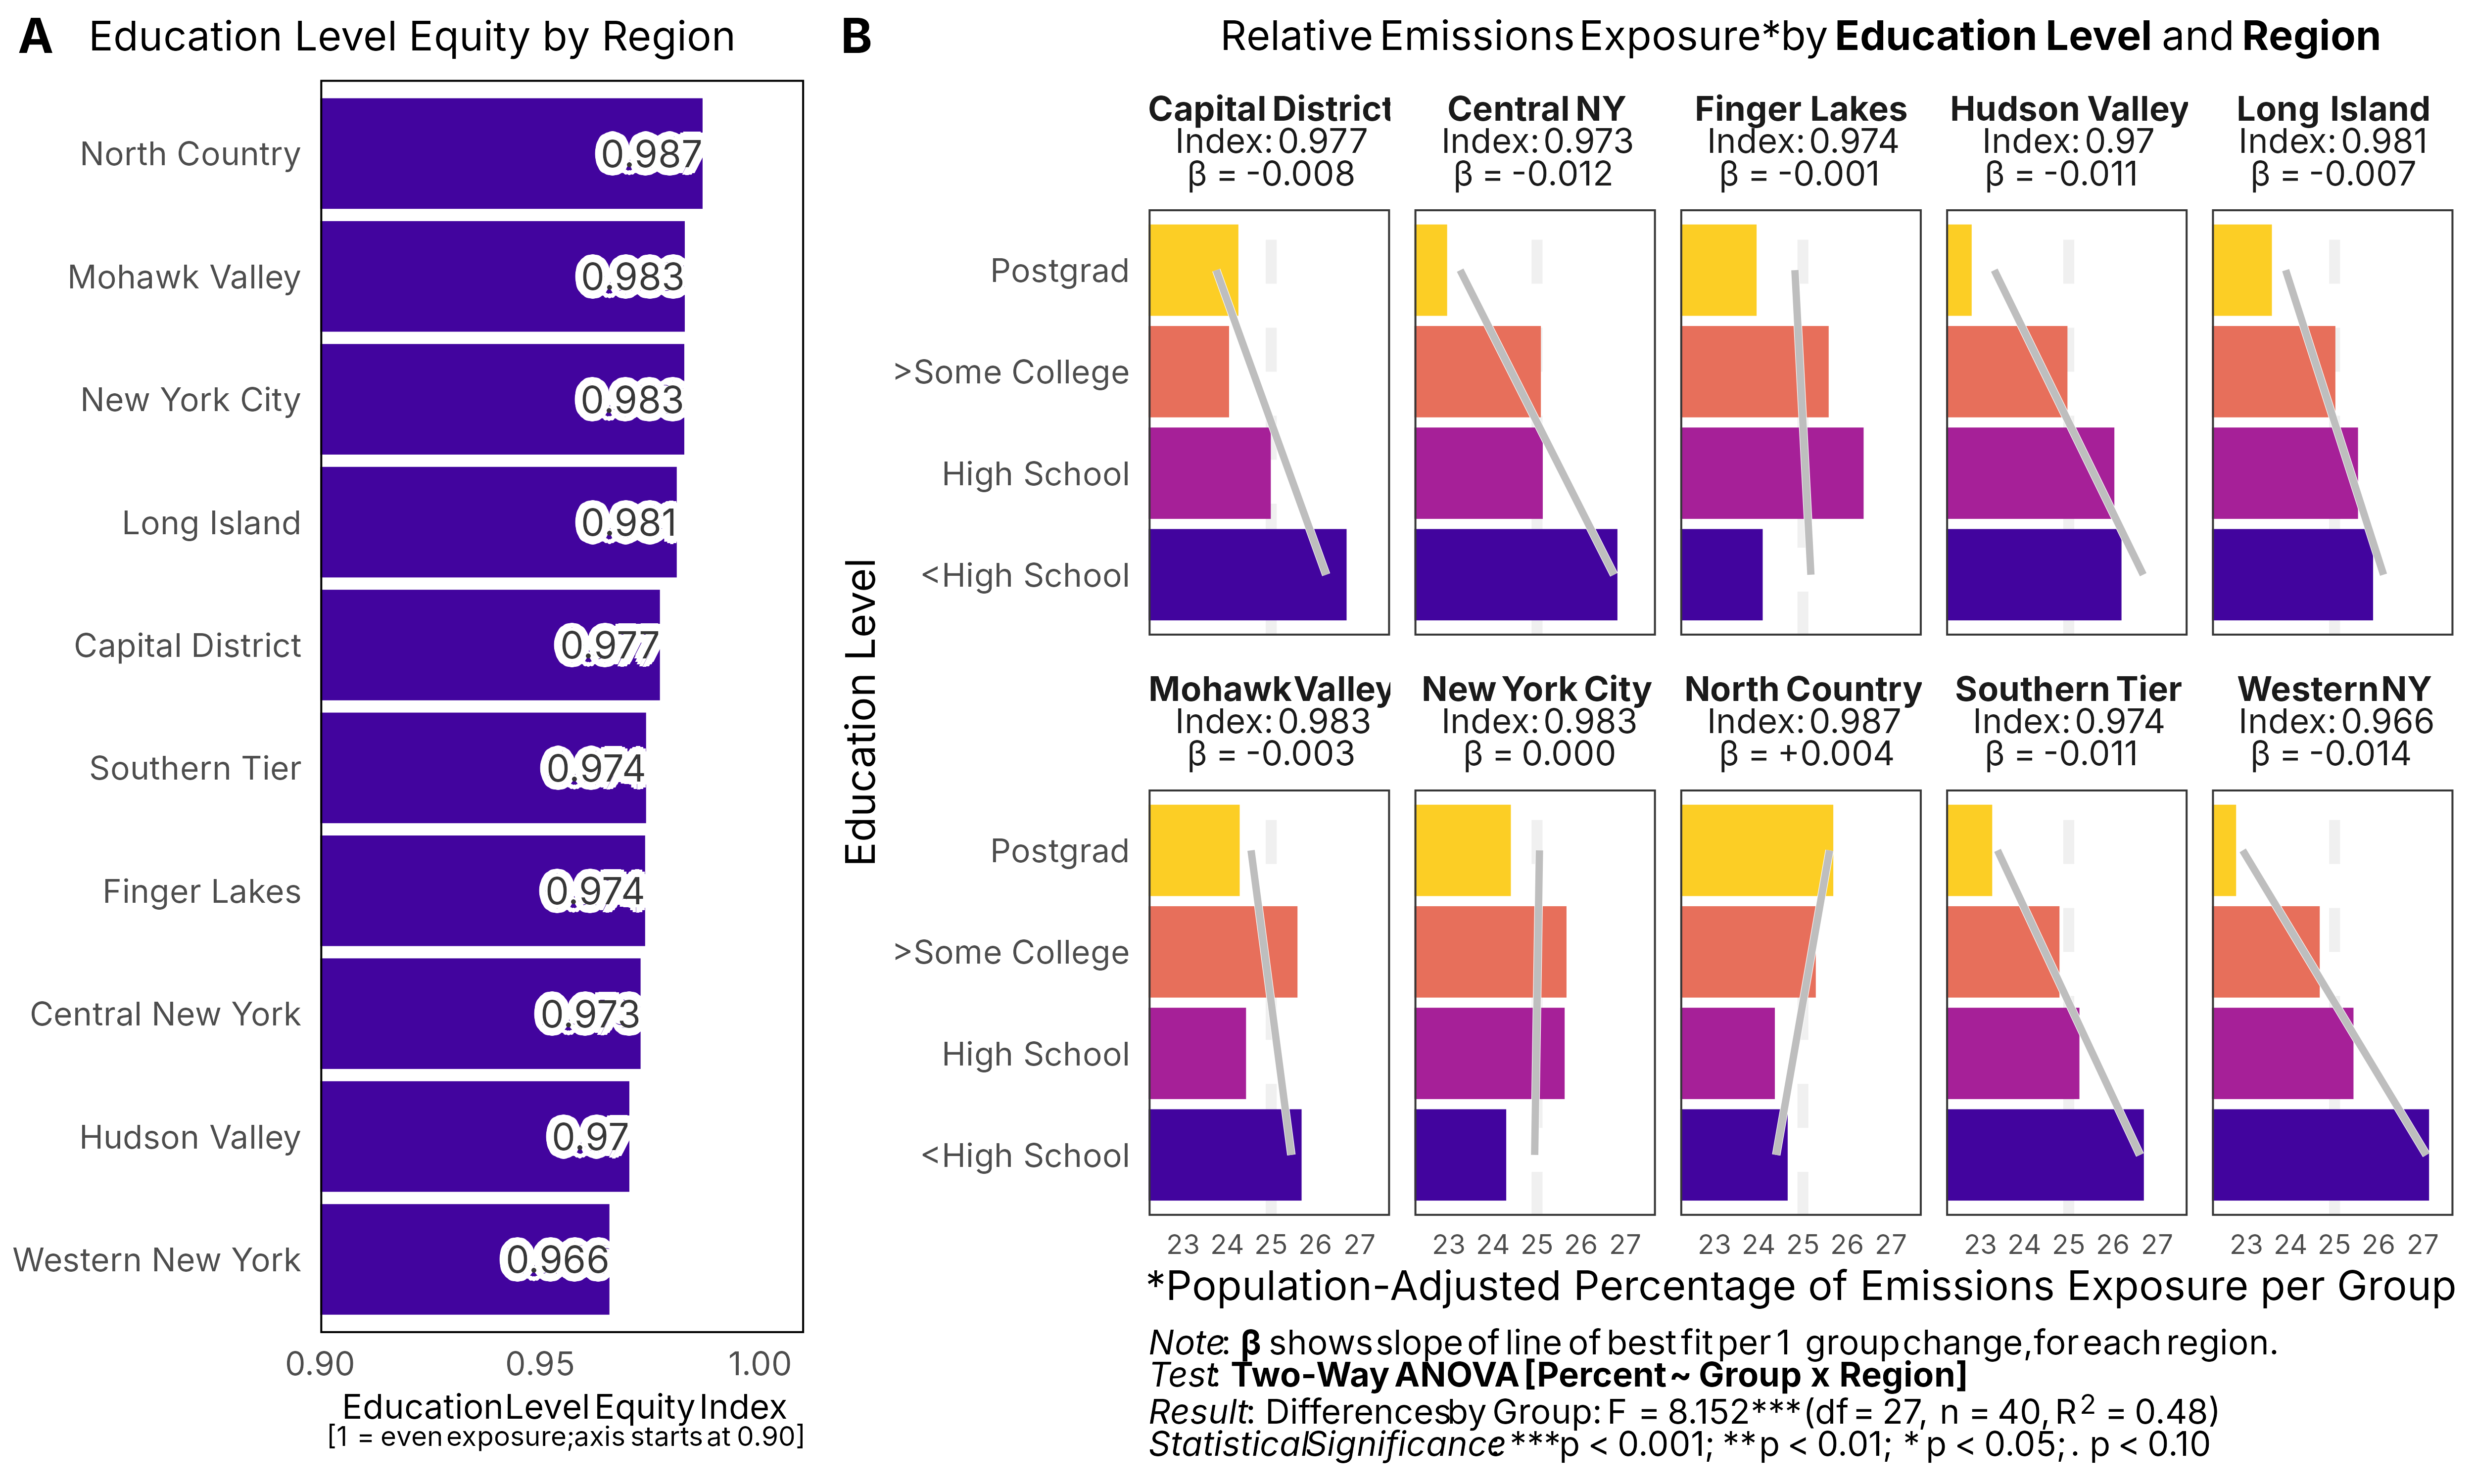 A Education Level Equity by Region
North Country 0.987
Mohawk Valley 0.983
New York City 0.983
Long Island 0.981
Capital District 0.977
Southern Tier 0.974
Finger Lakes 0.974
Central New York 0.973
Hudson Valley 0.97
Western New York 0.966
0.90 0.95 1.00
Education Level Equity Index
[1 = even exposure; axis starts at 0.90]
B Relative Emissions Exposure* by Education Level and Region
Education Level
Capital District Central NY Finger Lakes Hudson Valley Long Island
Index: 0.977 Index: 0.973 Index: 0.974 Index: 0.97 Index: 0.981
β = -0.008 β = -0.012 β = -0.001 β = -0.011 β = -0.007
Postgrad
>Some College
High School
<High School
Mohawk Valley New York City North Country Southern Tier Western NY
Index: 0.983 Index: 0.983 Index: 0.987 Index: 0.974 Index: 0.966
β = -0.003 β = 0.000 β = +0.004 β = -0.011 β = -0.014
Postgrad
>Some College
High School
<High School
23 24 25 26 27 23 24 25 26 27 23 24 25 26 27 23 24 25 26 27 23 24 25 26 27
*Population-Adjusted Percentage of Emissions Exposure per Group
Note: β shows slope of line of best fit per 1 group change, for each region.
Test: Two-Way ANOVA [Percent ~ Group x Region]
Result: Differences by Group: F = 8.152*** (df = 27, n = 40, R² = 0.48)
Statistical Significance: *** p < 0.001; ** p < 0.01; * p < 0.05; . p < 0.10